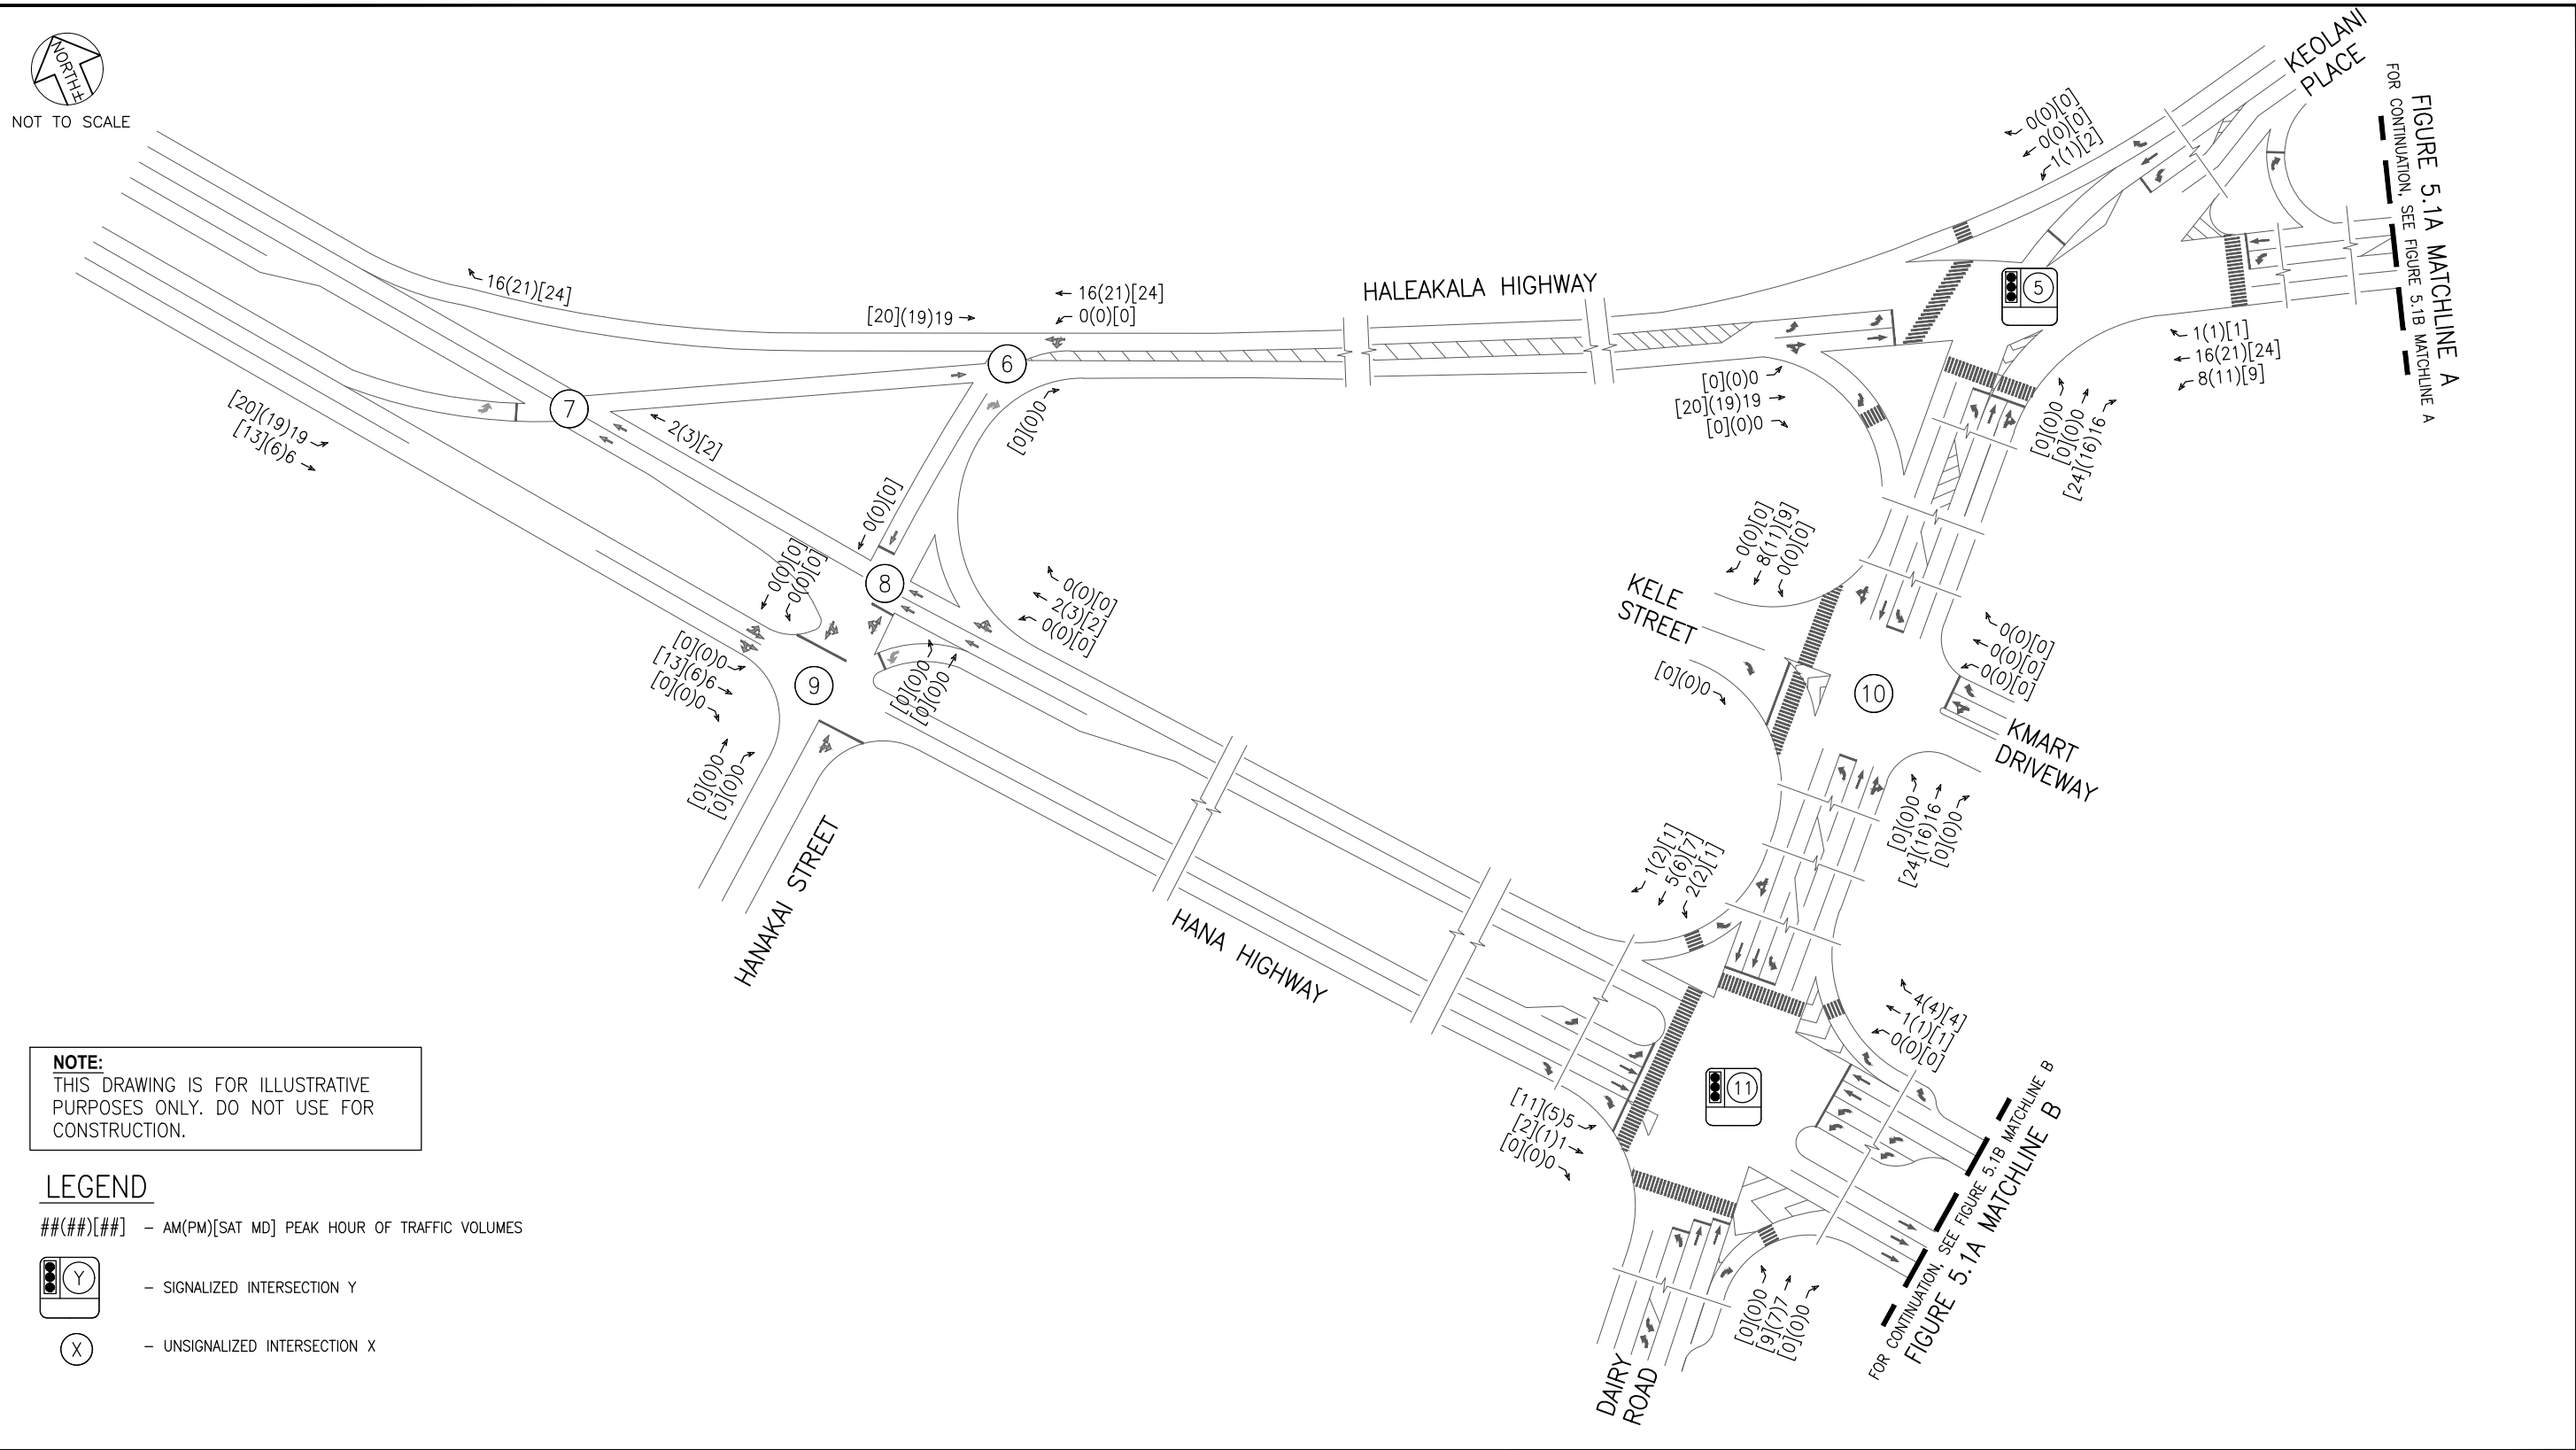 NORTH±
NOT TO SCALE
KEOLANI
PLACE
FIGURE 5.1A MATCHLINE A
FOR CONTINUATION, SEE FIGURE 5.1B MATCHLINE A
0(0)[0]
0(0)[0]
1(1)[2]
16(21)[24]
[20](19)19
16(21)[24]
0(0)[0]
HALEAKALA HIGHWAY
5
1(1)[1]
16(21)[24]
8(11)[9]
6
7
[20](19)19
[13](6)6
2(3)[2]
[0](0)0
[0](0)0
[20](19)19
[0](0)0
[0](0)0
[0](0)0
[24](16)16
0(0)[0]
0(0)[0]
0(0)[0]
8
0(0)[0]
2(3)[2]
0(0)[0]
0(0)[0]
8(11)[9]
0(0)[0]
KELE
STREET
[0](0)0
10
0(0)[0]
0(0)[0]
0(0)[0]
KMART
DRIVEWAY
[0](0)0
[13](6)6
[0](0)0
9
[0](0)0
[0](0)0
[0](0)0
[0](0)0
HANAKAI STREET
HANA HIGHWAY
[0](0)0
[24](16)16
[0](0)0
1(2)[1]
5(6)[7]
2(2)[1]
4(4)[4]
1(1)[1]
0(0)[0]
11
[11](5)5
[2](1)1
[0](0)0
[0](0)0
[9](7)7
[0](0)0
DAIRY
ROAD
FOR CONTINUATION, SEE FIGURE 5.1B MATCHLINE B
FIGURE 5.1A MATCHLINE B
NOTE:
THIS DRAWING IS FOR ILLUSTRATIVE
PURPOSES ONLY. DO NOT USE FOR
CONSTRUCTION.
LEGEND
##(##)[##] – AM(PM)[SAT MD] PEAK HOUR OF TRAFFIC VOLUMES
Y – SIGNALIZED INTERSECTION Y
X – UNSIGNALIZED INTERSECTION X